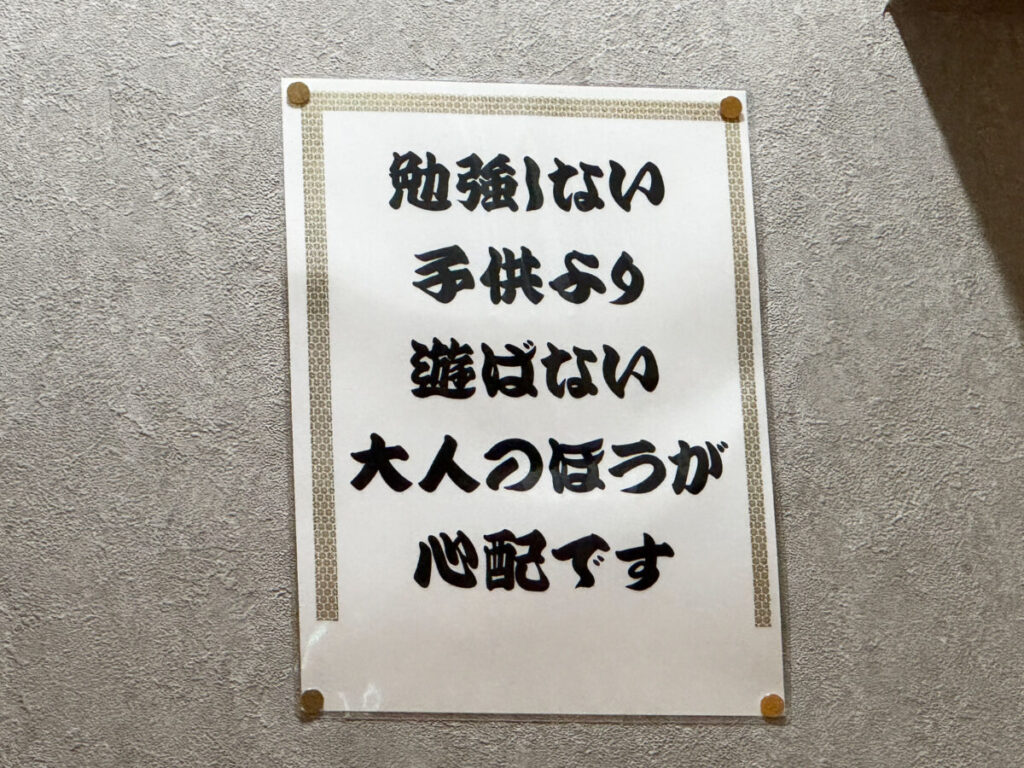 勉強しない
子供より
遊ばない
大人のほうが
心配です